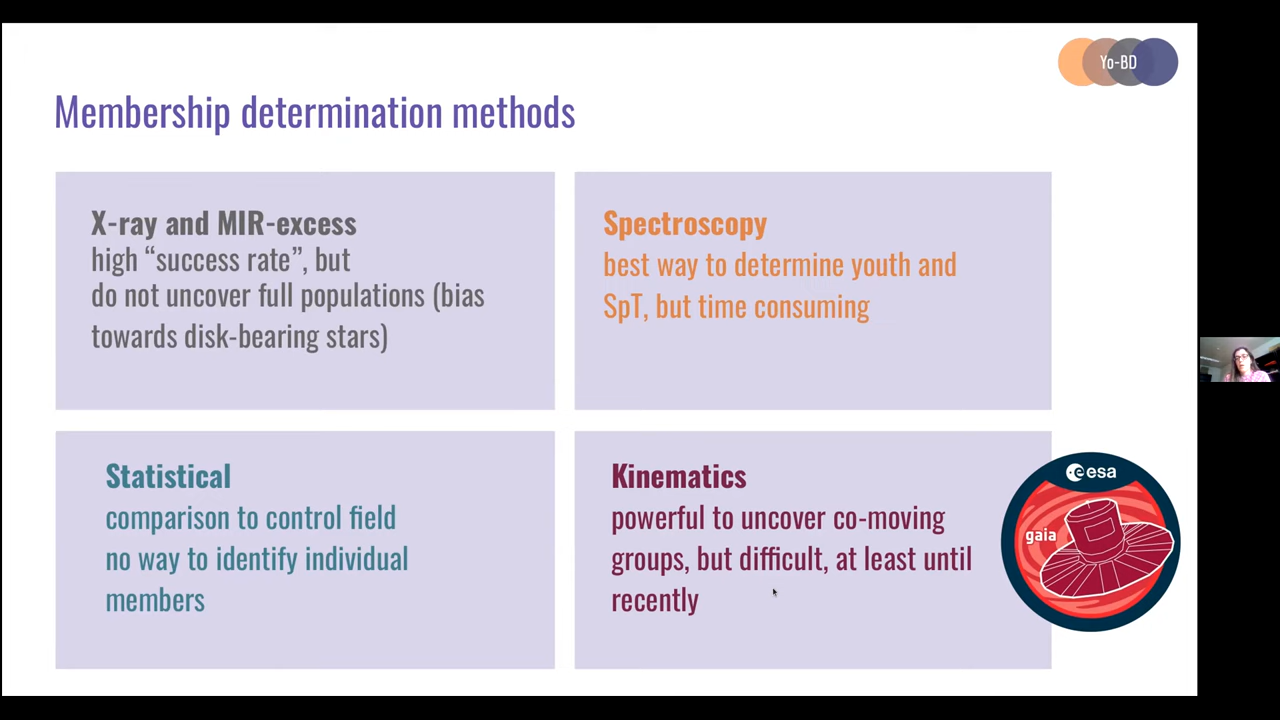 Yo-BD
Membership determination methods
X-ray and MIR-excess
high “success rate”, but
do not uncover full populations (bias
towards disk-bearing stars)
Spectroscopy
best way to determine youth and
SpT, but time consuming
Statistical
comparison to control field
no way to identify individual
members
Kinematics
powerful to uncover co-moving
groups, but difficult, at least until
recently
esa
gaia